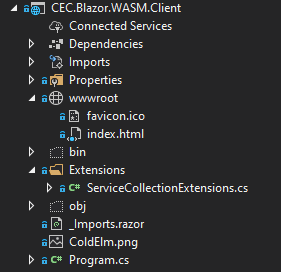 CEC.Blazor.WASM.Client
Connected Services
Dependencies
Imports
Properties
wwwroot
favicon.ico
index.html
bin
Extensions
C# ServiceCollectionExtensions.cs
obj
_Imports.razor
ColdElm.png
C# Program.cs